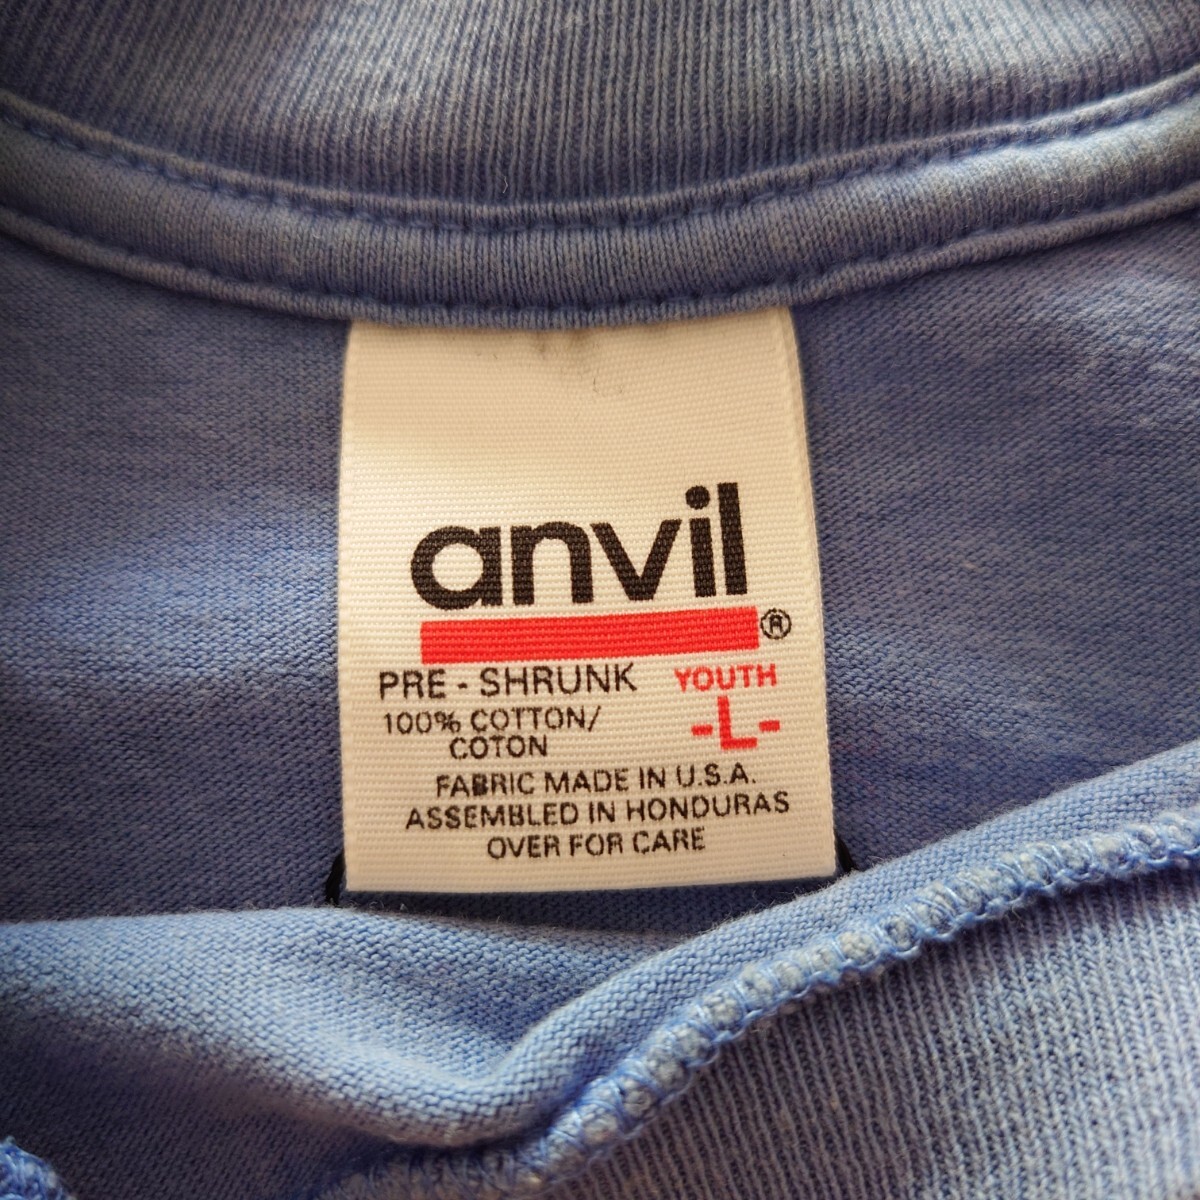 anvil®
PRE - SHRUNK YOUTH
100% COTTON/ -L-
COTON
FABRIC MADE IN U.S.A.
ASSEMBLED IN HONDURAS
OVER FOR CARE